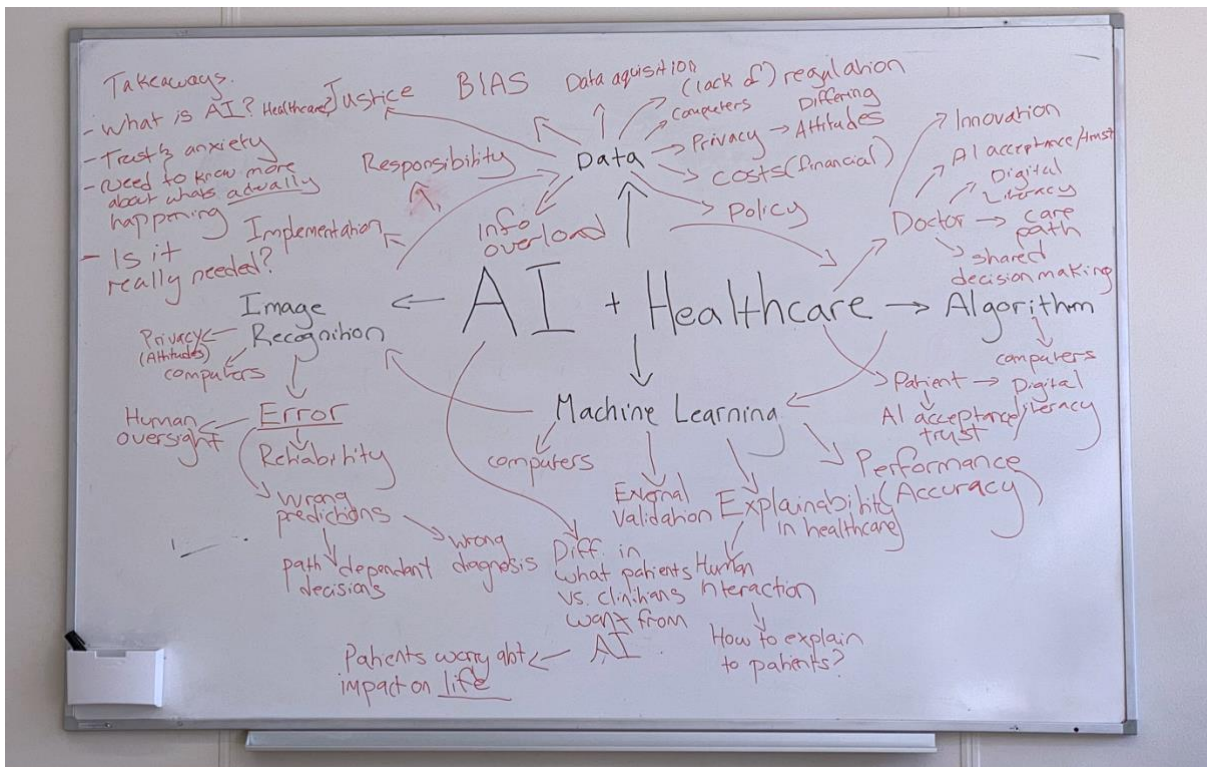 Takeaways.
- What is AI? Healthcare?
- Trust & anxiety
- Need to know more
about whats actually
happening
- Is it
really needed?
Justice
BIAS
Data aquisition
(lack of) regulation
computers
Privacy → Differing
Attitudes
costs (financial)
Policy
Data
Responsibility
Implementation
Info
overload
Innovation
AI acceptance/trust
Digital
Literacy
Doctor → care
path
shared
decision making
AI + Healthcare → Algorithm
Image
Recognition
Privacy
(Attitudes)
computers
Error
Human
oversight
Reliability
Wrong
predictions
path dependent
decisions
wrong
diagnosis
Machine Learning
computers
External
Validation
Explainability
in healthcare
Performance
(Accuracy)
computers
Patient → Digital
literacy
AI acceptance/
trust
Diff. in
what patients
vs. clinitians
want from
AI
Patients worry abt
impact on life
Human
interaction
How to explain
to patients?